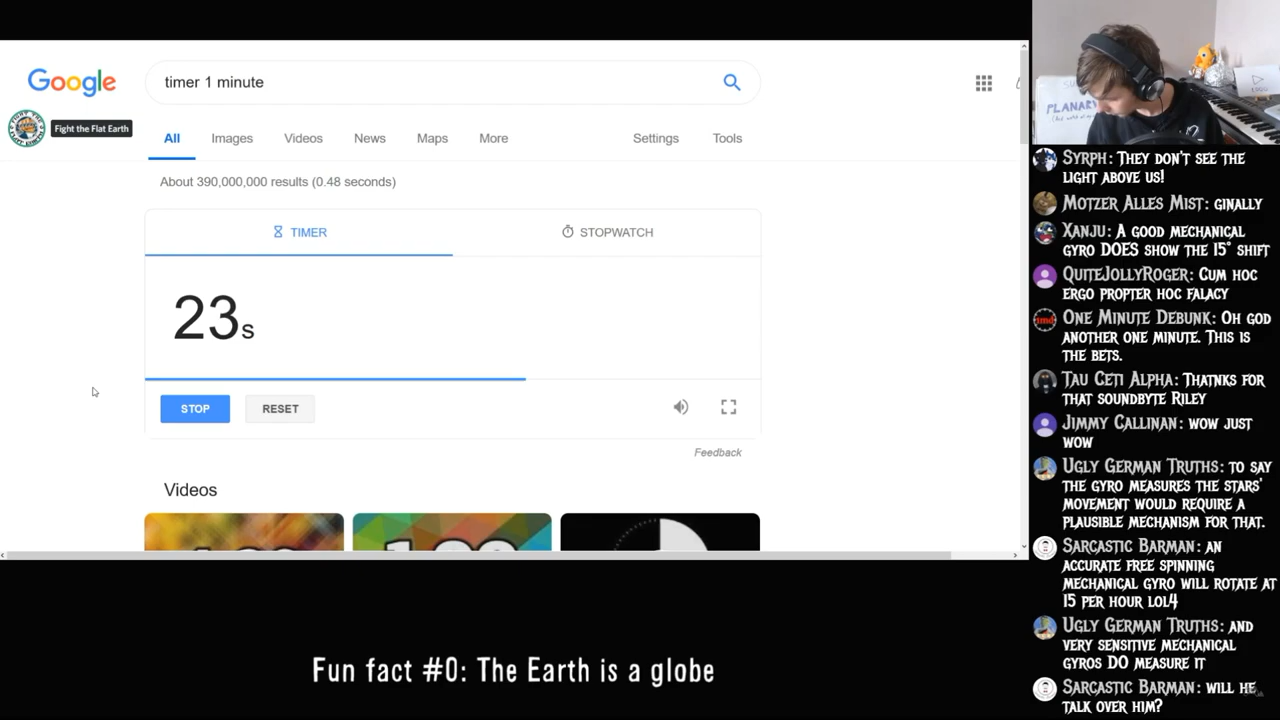 Google
timer 1 minute
Fight the Flat Earth
All Images Videos News Maps More Settings Tools
About 390,000,000 results (0.48 seconds)
TIMER STOPWATCH
23s
STOP RESET
Feedback
Videos
Fun fact #0: The Earth is a globe
PLANAR
SYRPH: THEY DON'T SEE THE
LIGHT ABOVE US!
MOTZER ALLES MIST: GINALLY
XANJU: A GOOD MECHANICAL
GYRO DOES SHOW THE 15° SHIFT
QUITEJOLLYROGER: CUM HOC
ERGO PROPTER HOC FALACY
ONE MINUTE DEBUNK: OH GOD
ANOTHER ONE MINUTE. THIS IS
THE BETS.
TAU CETI ALPHA: THATNKS FOR
THAT SOUNDBYTE RILEY
JIMMY CALLINAN: WOW JUST
WOW
UGLY GERMAN TRUTHS: TO SAY
THE GYRO MEASURES THE STARS'
MOVEMENT WOULD REQUIRE A
PLAUSIBLE MECHANISM FOR THAT.
SARCASTIC BARMAN: AN
ACCURATE FREE SPINNING
MECHANICAL GYRO WILL ROTATE AT
15 PER HOUR LOL4
UGLY GERMAN TRUTHS: AND
VERY SENSITIVE MECHANICAL
GYROS DO MEASURE IT
SARCASTIC BARMAN: WILL HE
TALK OVER HIM?